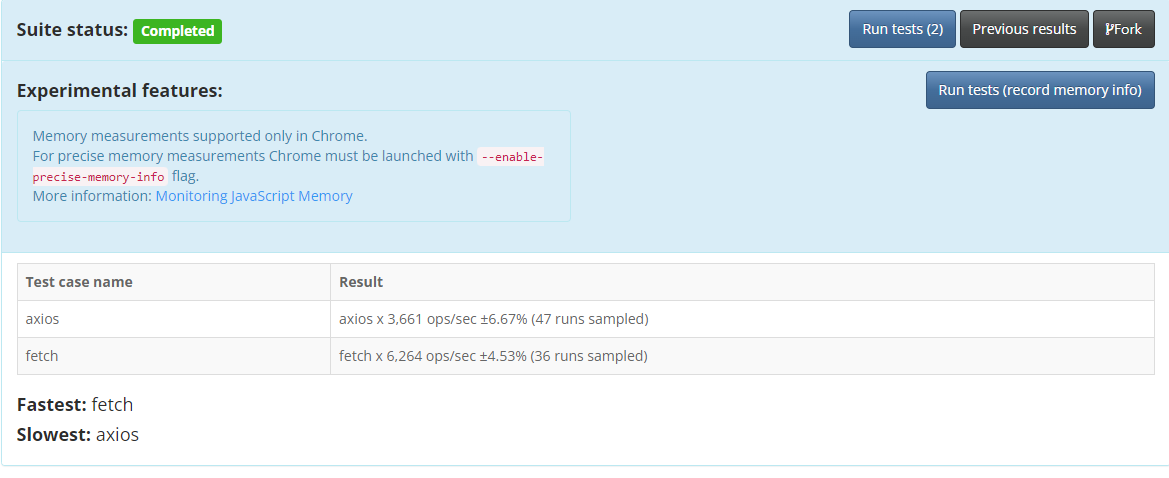 Suite status: Completed
Run tests (2)
Previous results
Fork
Experimental features:
Run tests (record memory info)
Memory measurements supported only in Chrome.
For precise memory measurements Chrome must be launched with --enable-
precise-memory-info flag.
More information: Monitoring JavaScript Memory
Test case name
Result
axios
axios x 3,661 ops/sec ±6.67% (47 runs sampled)
fetch
fetch x 6,264 ops/sec ±4.53% (36 runs sampled)
Fastest: fetch
Slowest: axios